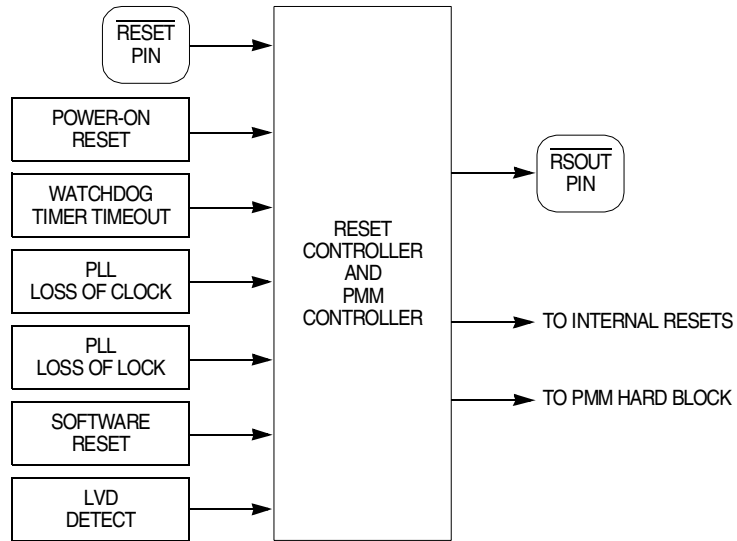 RESET
PIN
POWER-ON
RESET
WATCHDOG
TIMER TIMEOUT
PLL
LOSS OF CLOCK
PLL
LOSS OF LOCK
SOFTWARE
RESET
LVD
DETECT
RESET
CONTROLLER
AND
PMM
CONTROLLER
RSOUT
PIN
TO INTERNAL RESETS
TO PMM HARD BLOCK